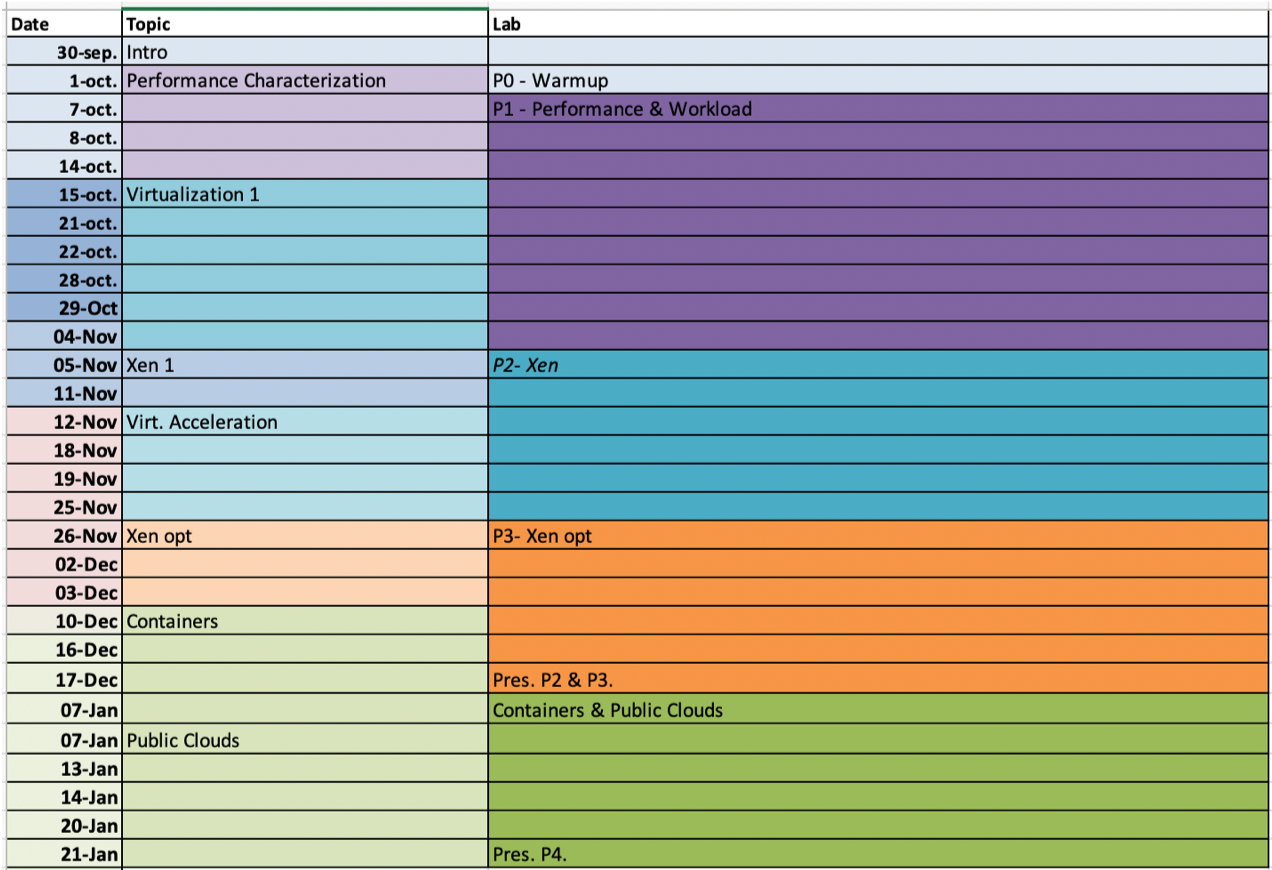 Date Topic Lab
30-sep. Intro
1-oct. Performance Characterization P0 - Warmup
7-oct. P1 - Performance & Workload
8-oct.
14-oct.
15-oct. Virtualization 1
21-oct.
22-oct.
28-oct.
29-Oct
04-Nov
05-Nov Xen 1 P2- Xen
11-Nov
12-Nov Virt. Acceleration
18-Nov
19-Nov
25-Nov
26-Nov Xen opt P3- Xen opt
02-Dec
03-Dec
10-Dec Containers
16-Dec
17-Dec Pres. P2 & P3.
07-Jan Containers & Public Clouds
07-Jan Public Clouds
13-Jan
14-Jan
20-Jan
21-Jan Pres. P4.